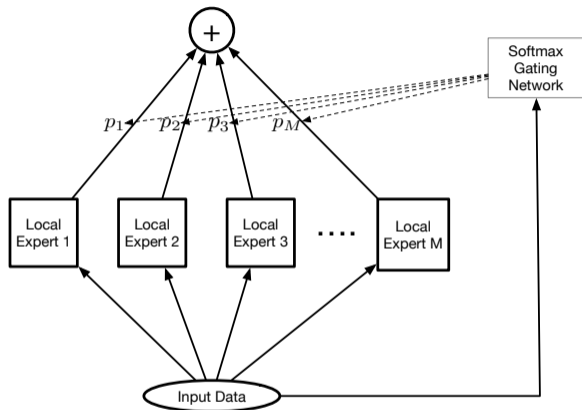 +
Softmax
Gating
Network
p₁ p₂ p₃ p_M
Local
Expert 1
Local
Expert 2
Local
Expert 3
....
Local
Expert M
Input Data